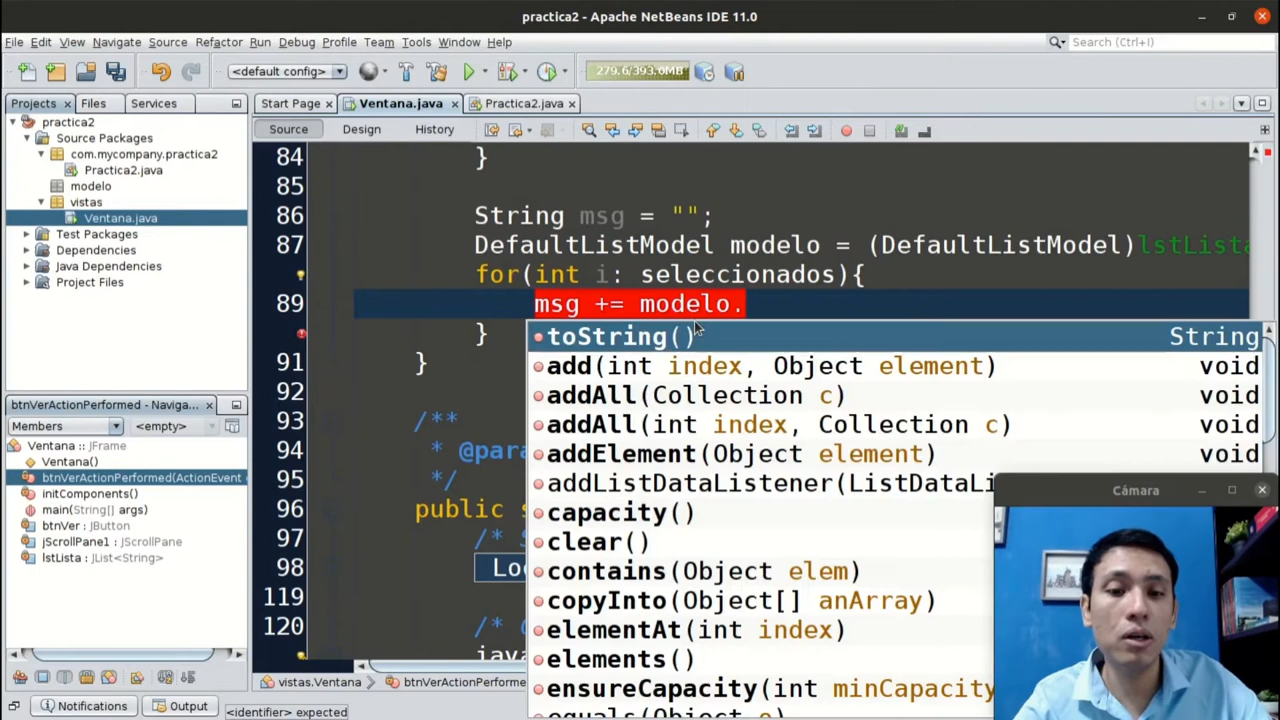 practica2 - Apache NetBeans IDE 11.0
File Edit View Navigate Source Refactor Run Debug Profile Team Tools Window Help
Search (Ctrl+I)
<default config>
279.6/393.0MB
Projects Files Services
Start Page Ventana.java Practica2.java
practica2
Source Packages
com.mycompany.practica2
Practica2.java
modelo
vistas
Ventana.java
Test Packages
Dependencies
Java Dependencies
Project Files
Source Design History
84 }
85
86 String msg = "";
87 DefaultListModel modelo = (DefaultListModel)lstLista
for(int i: seleccionados){
89 msg += modelo.
}
91 }
92
93 /**
94 * @para
95 */
96 public s
97 /* S
98 Lo
119
120 /* 
java
toString() String
add(int index, Object element) void
addAll(Collection c) void
addAll(int index, Collection c) void
addElement(Object element) void
addListDataListener(ListDataLi
capacity()
clear()
contains(Object elem)
copyInto(Object[] anArray)
elementAt(int index)
elements()
ensureCapacity(int minCapacity
equals(Object o)
btnVerActionPerformed - Naviga...
Members <empty>
Ventana :: JFrame
Ventana()
btnVerActionPerformed(ActionEvent
initComponents()
main(String[] args)
btnVer : JButton
jScrollPane1 : JScrollPane
lstLista : JList<String>
Cámara
vistas.Ventana btnVerActionPerforme
Notifications Output <identifier> expected